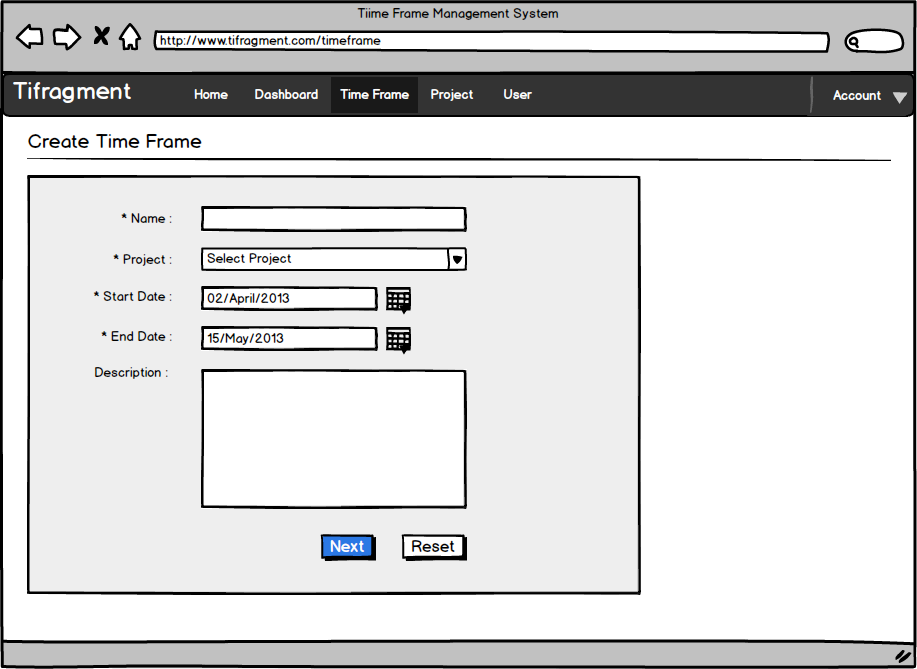 Tiime Frame Management System
http://www.tifragment.com/timeframe
Tifragment Home Dashboard Time Frame Project User Account
Create Time Frame
* Name :
* Project : Select Project
* Start Date : 02/April/2013
* End Date : 15/May/2013
Description :
Next Reset